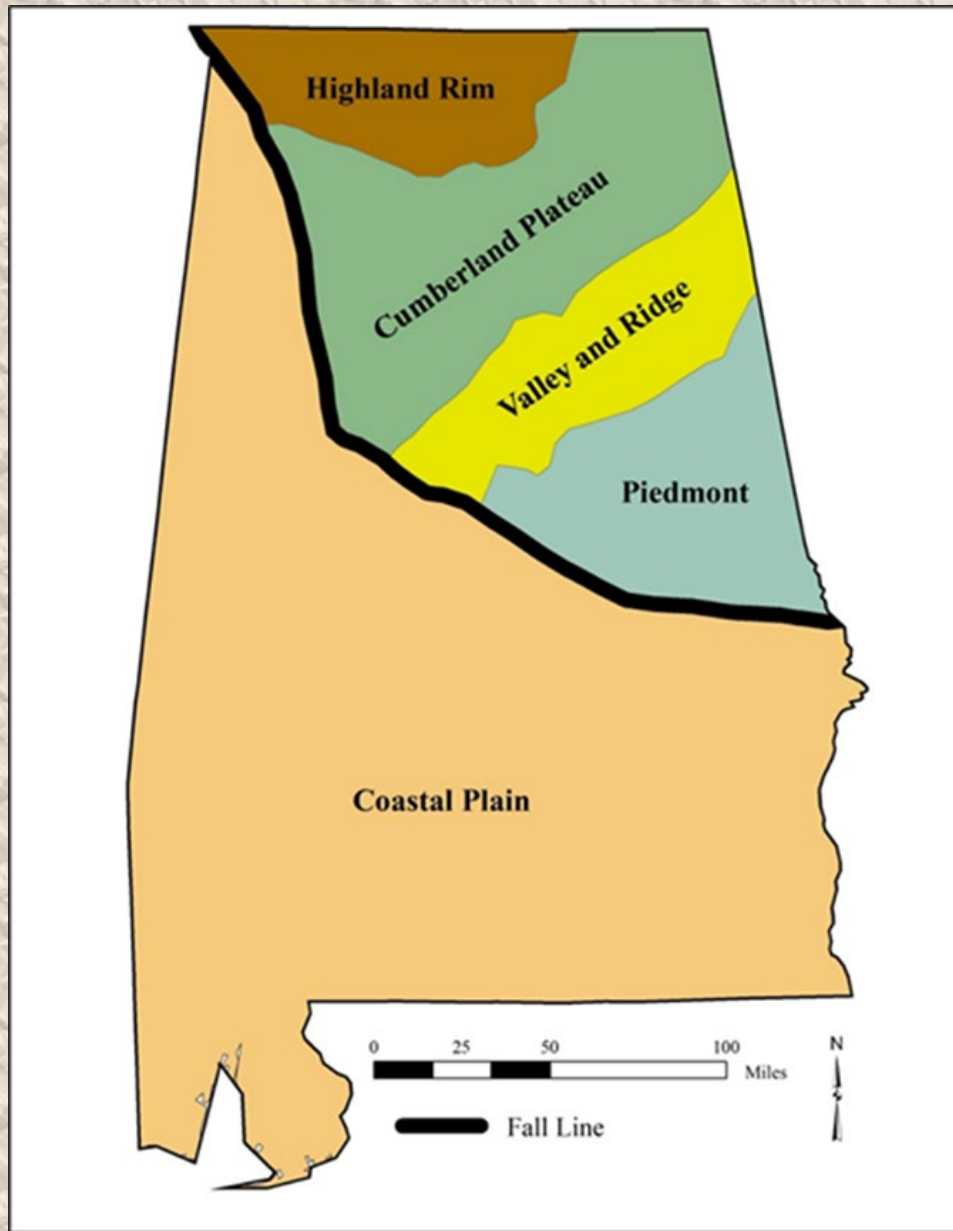 Highland Rim
Cumberland Plateau
Valley and Ridge
Piedmont
Coastal Plain
0 25 50 100
Miles
N
Fall Line